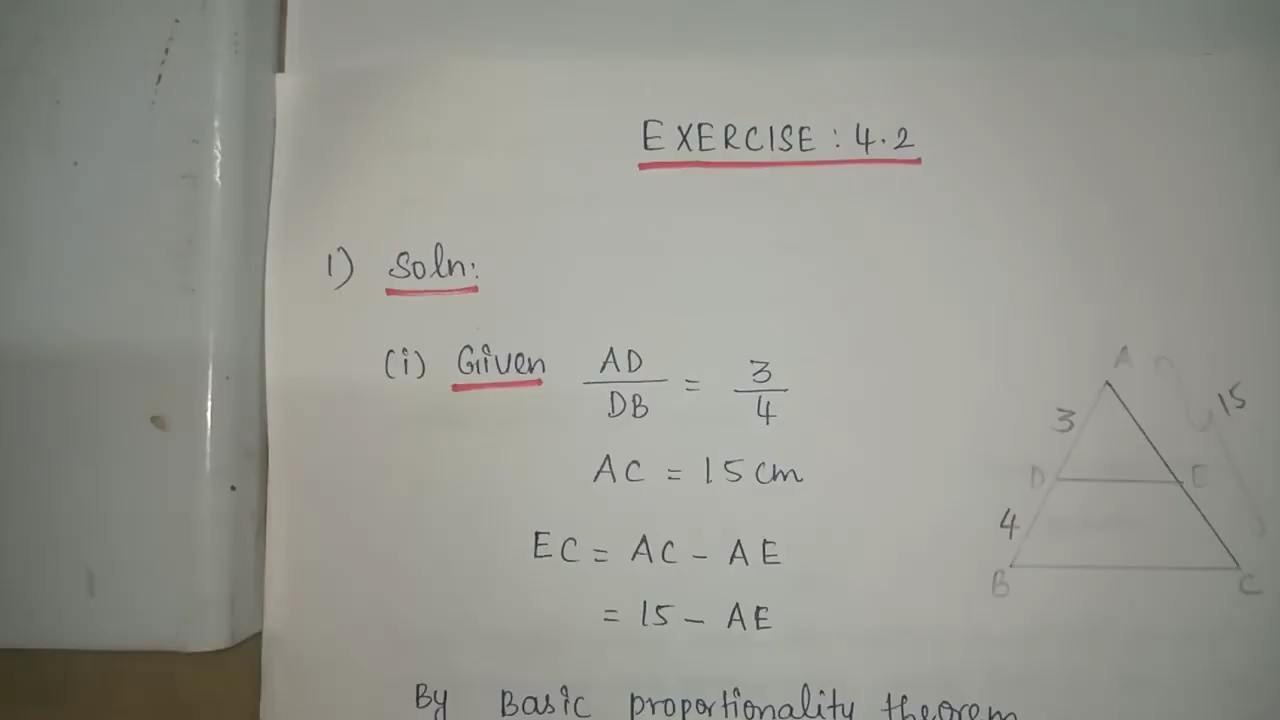 EXERCISE : 4.2
1) Soln:
(i) Given AD/DB = 3/4
AC = 15 cm
EC = AC - AE
= 15 - AE
By Basic proportionality theorem
A
3
15
D E
4
B C